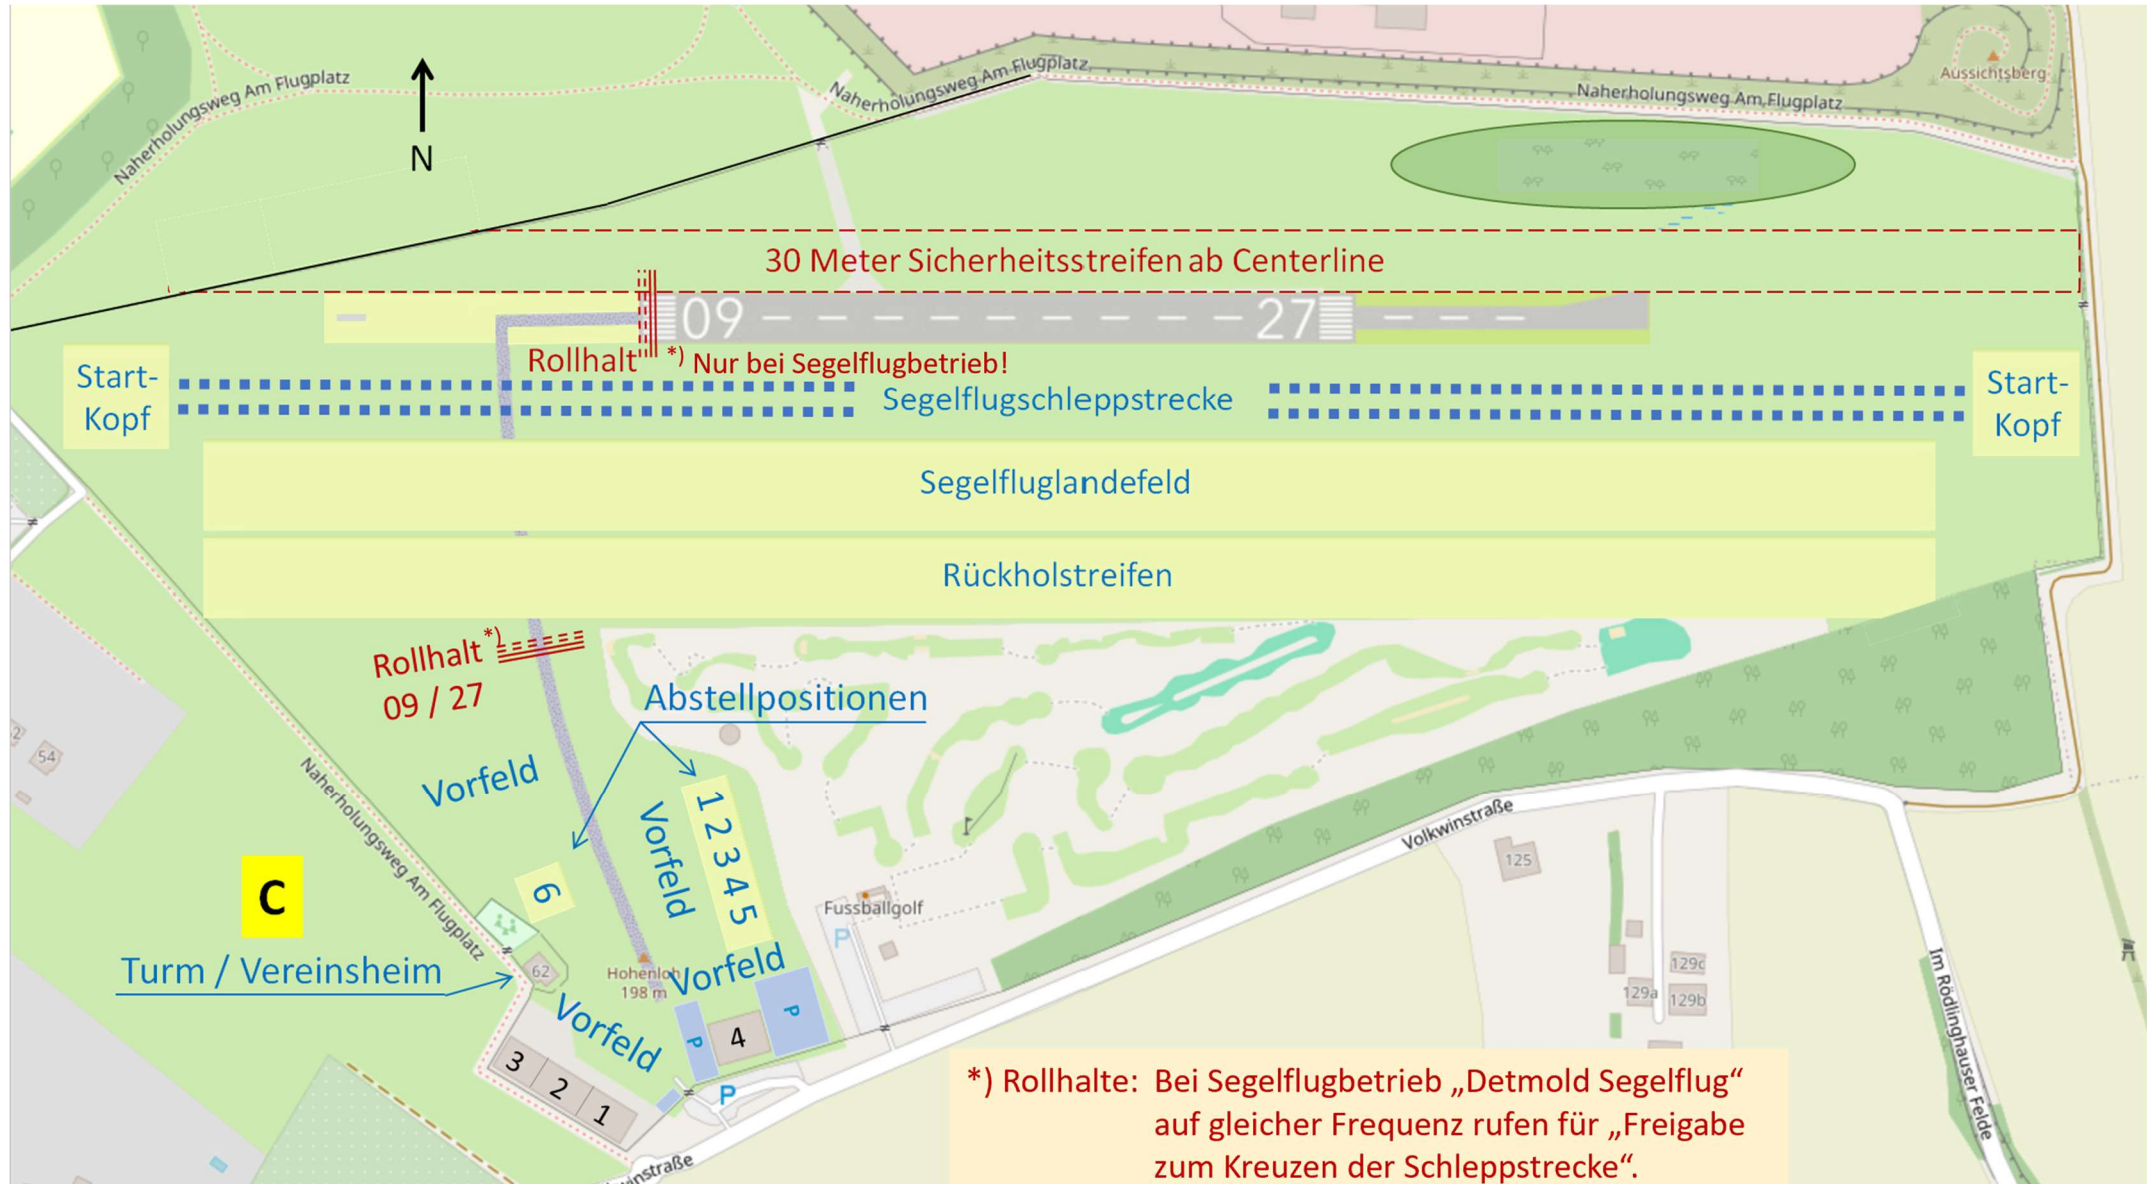 Naherholungsweg Am Flugplatz
N
Naherholungsweg Am Flugplatz
Naherholungsweg Am Flugplatz
Aussichtsberg
30 Meter Sicherheitsstreifen ab Centerline
09
27
Rollhalt
*) Nur bei Segelflugbetrieb!
Start-
Kopf
Segelflugschleppstrecke
Start-
Kopf
Segelfluglandefeld
Rückholstreifen
Rollhalt *)
09 / 27
Abstellpositionen
Vorfeld
Vorfeld
1 2 3 4 5
6
54
Naherholungsweg Am Flugplatz
C
Turm / Vereinsheim
62
Hohenloh
198 m
Vorfeld
Vorfeld
Fussballgolf
P
P
P
4
3
2
1
P
Volkwinstraße
125
129c
129a
129b
Im Rödlinghauser Felde
winstraße
*) Rollhalte: Bei Segelflugbetrieb „Detmold Segelflug“
auf gleicher Frequenz rufen für „Freigabe
zum Kreuzen der Schleppstrecke“.